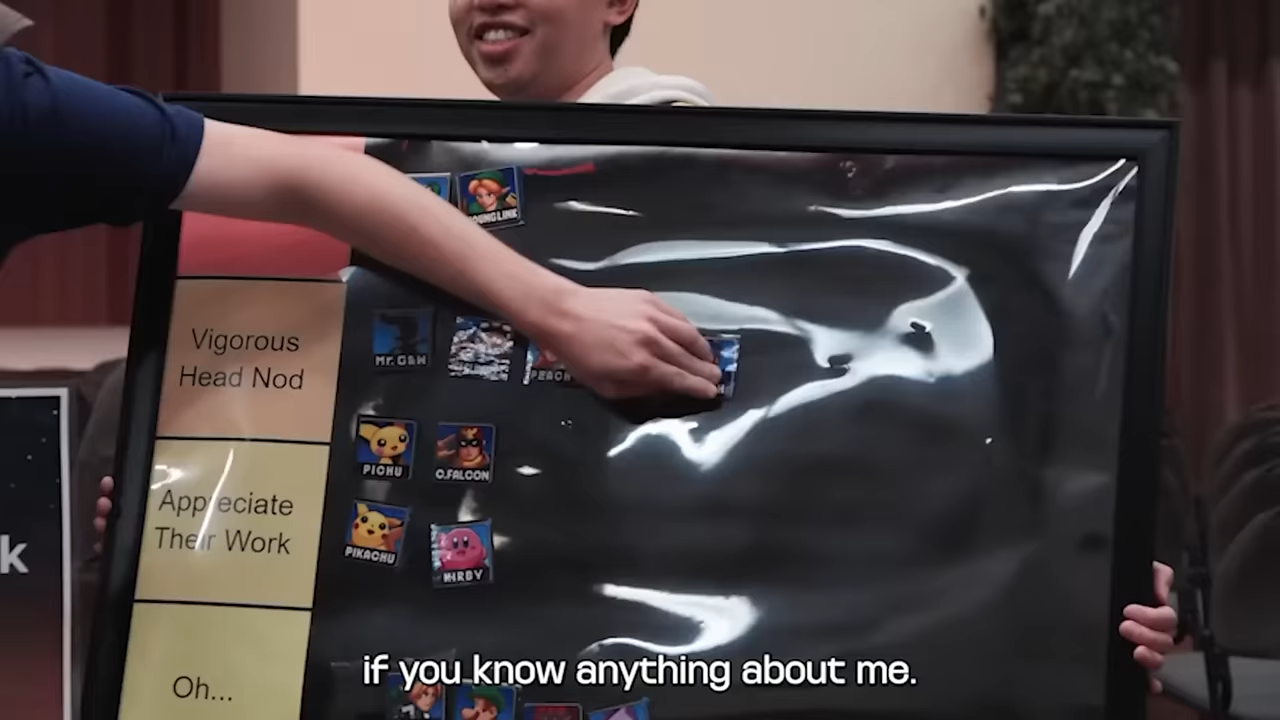 YOUNG LINK
Vigorous
Head Nod
MR. G&W
PEACH
PICHU
C.FALCON
Appreciate
Their Work
PIKACHU
KIRBY
k
Oh...
if you know anything about me.